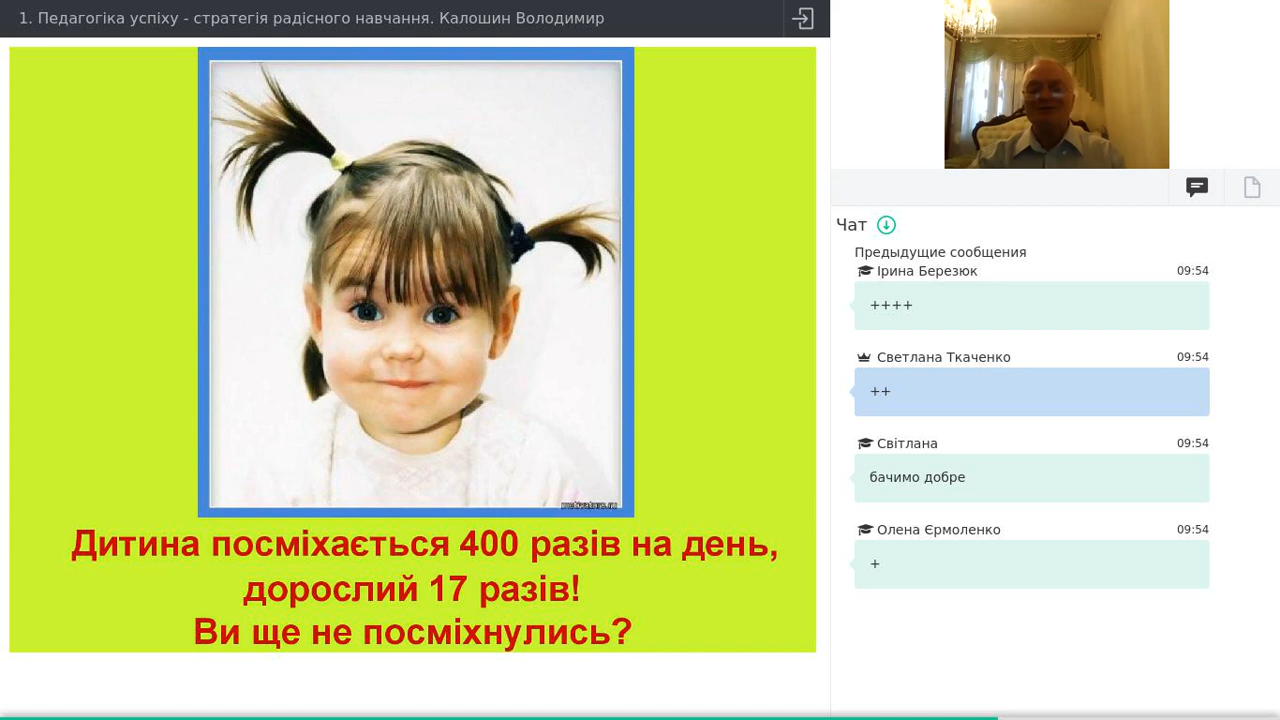 1. Педагогіка успіху - стратегія радісного навчання. Калошин Володимир
Дитина посміхається 400 разів на день,
дорослий 17 разів!
Ви ще не посміхнулись?
Чат
Предыдущие сообщения
Ірина Березюк 09:54
++++
Светлана Ткаченко 09:54
++
Світлана 09:54
бачимо добре
Олена Єрмоленко 09:54
+